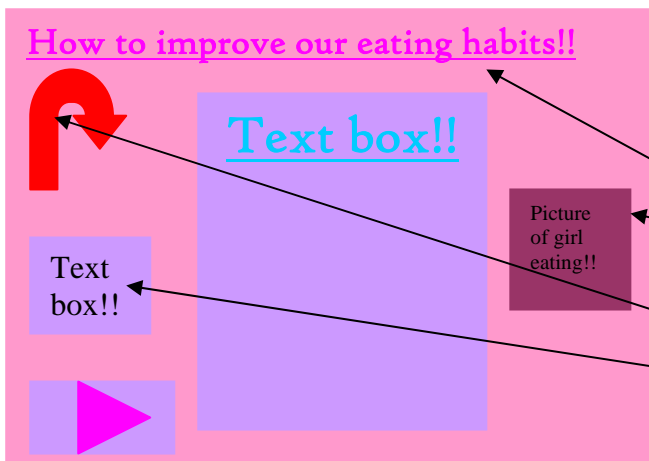 How to improve our eating habits!!
Text box!!
Picture
of girl
eating!!
Text
box!!